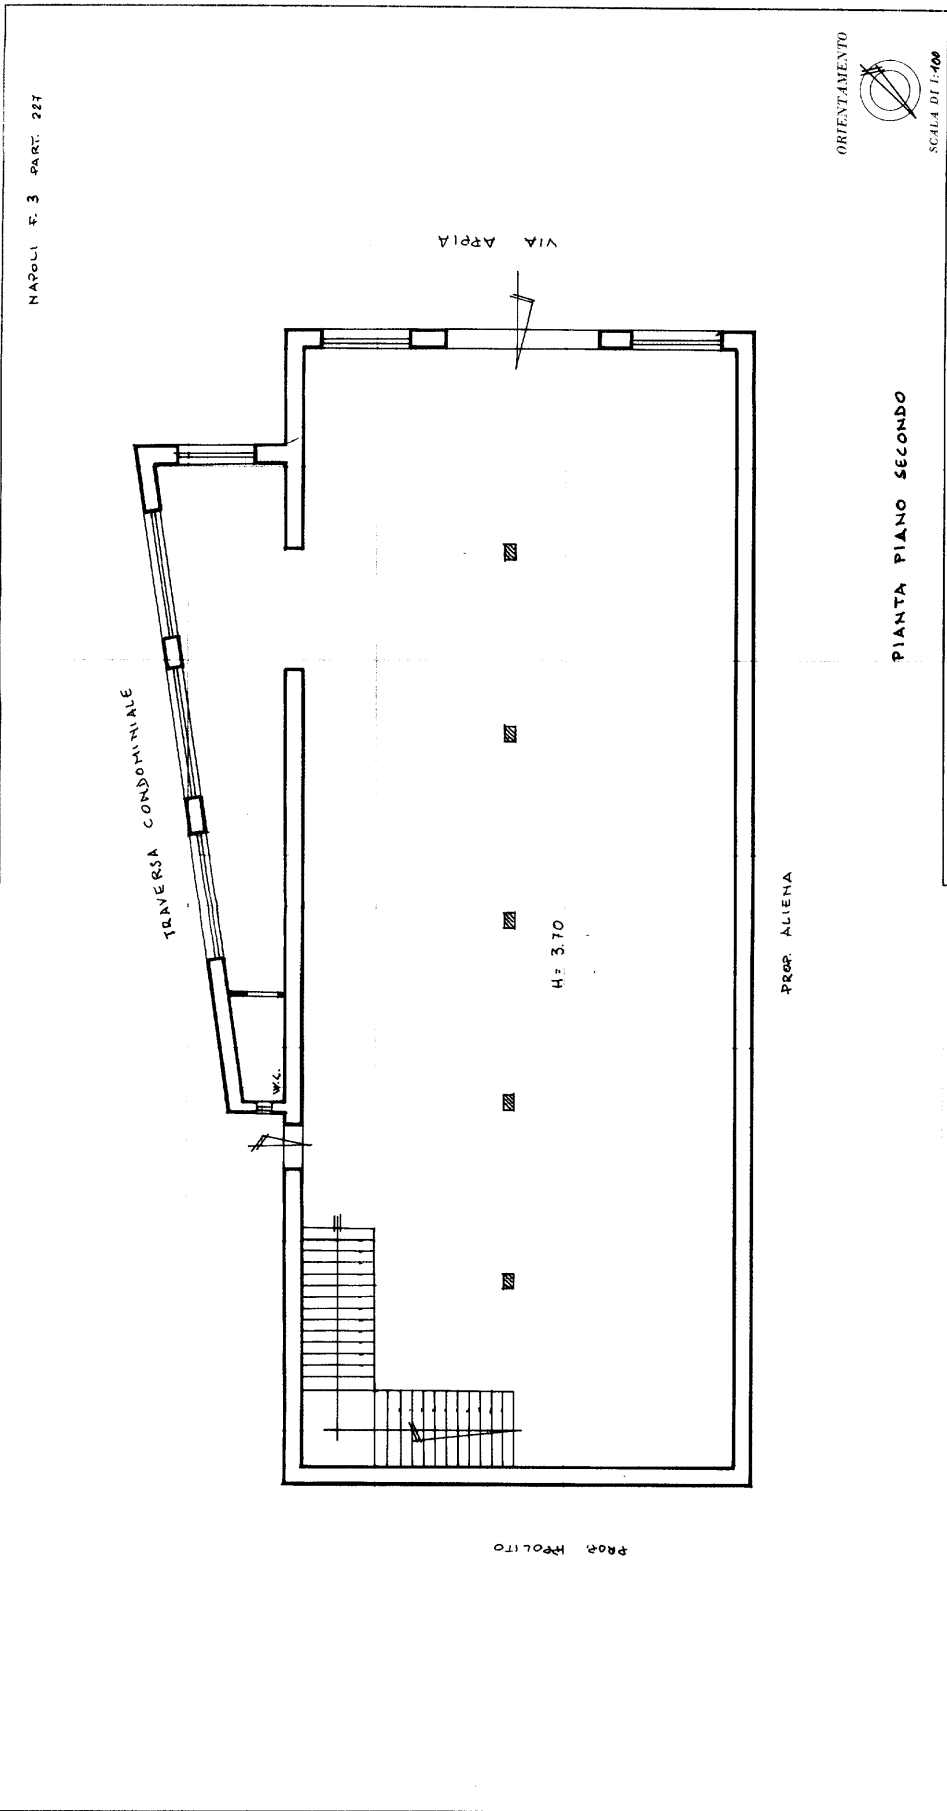 NAPOLI F. 3 PART. 227
ORIENTAMENTO
SCALA DI 1:100
VIA APPIA
PIANTA PIANO SECONDO
TRAVERSA CONDOMINIALE
H= 3.70
PROP. ALIENA
W.C.
PROP. IPPOLITO